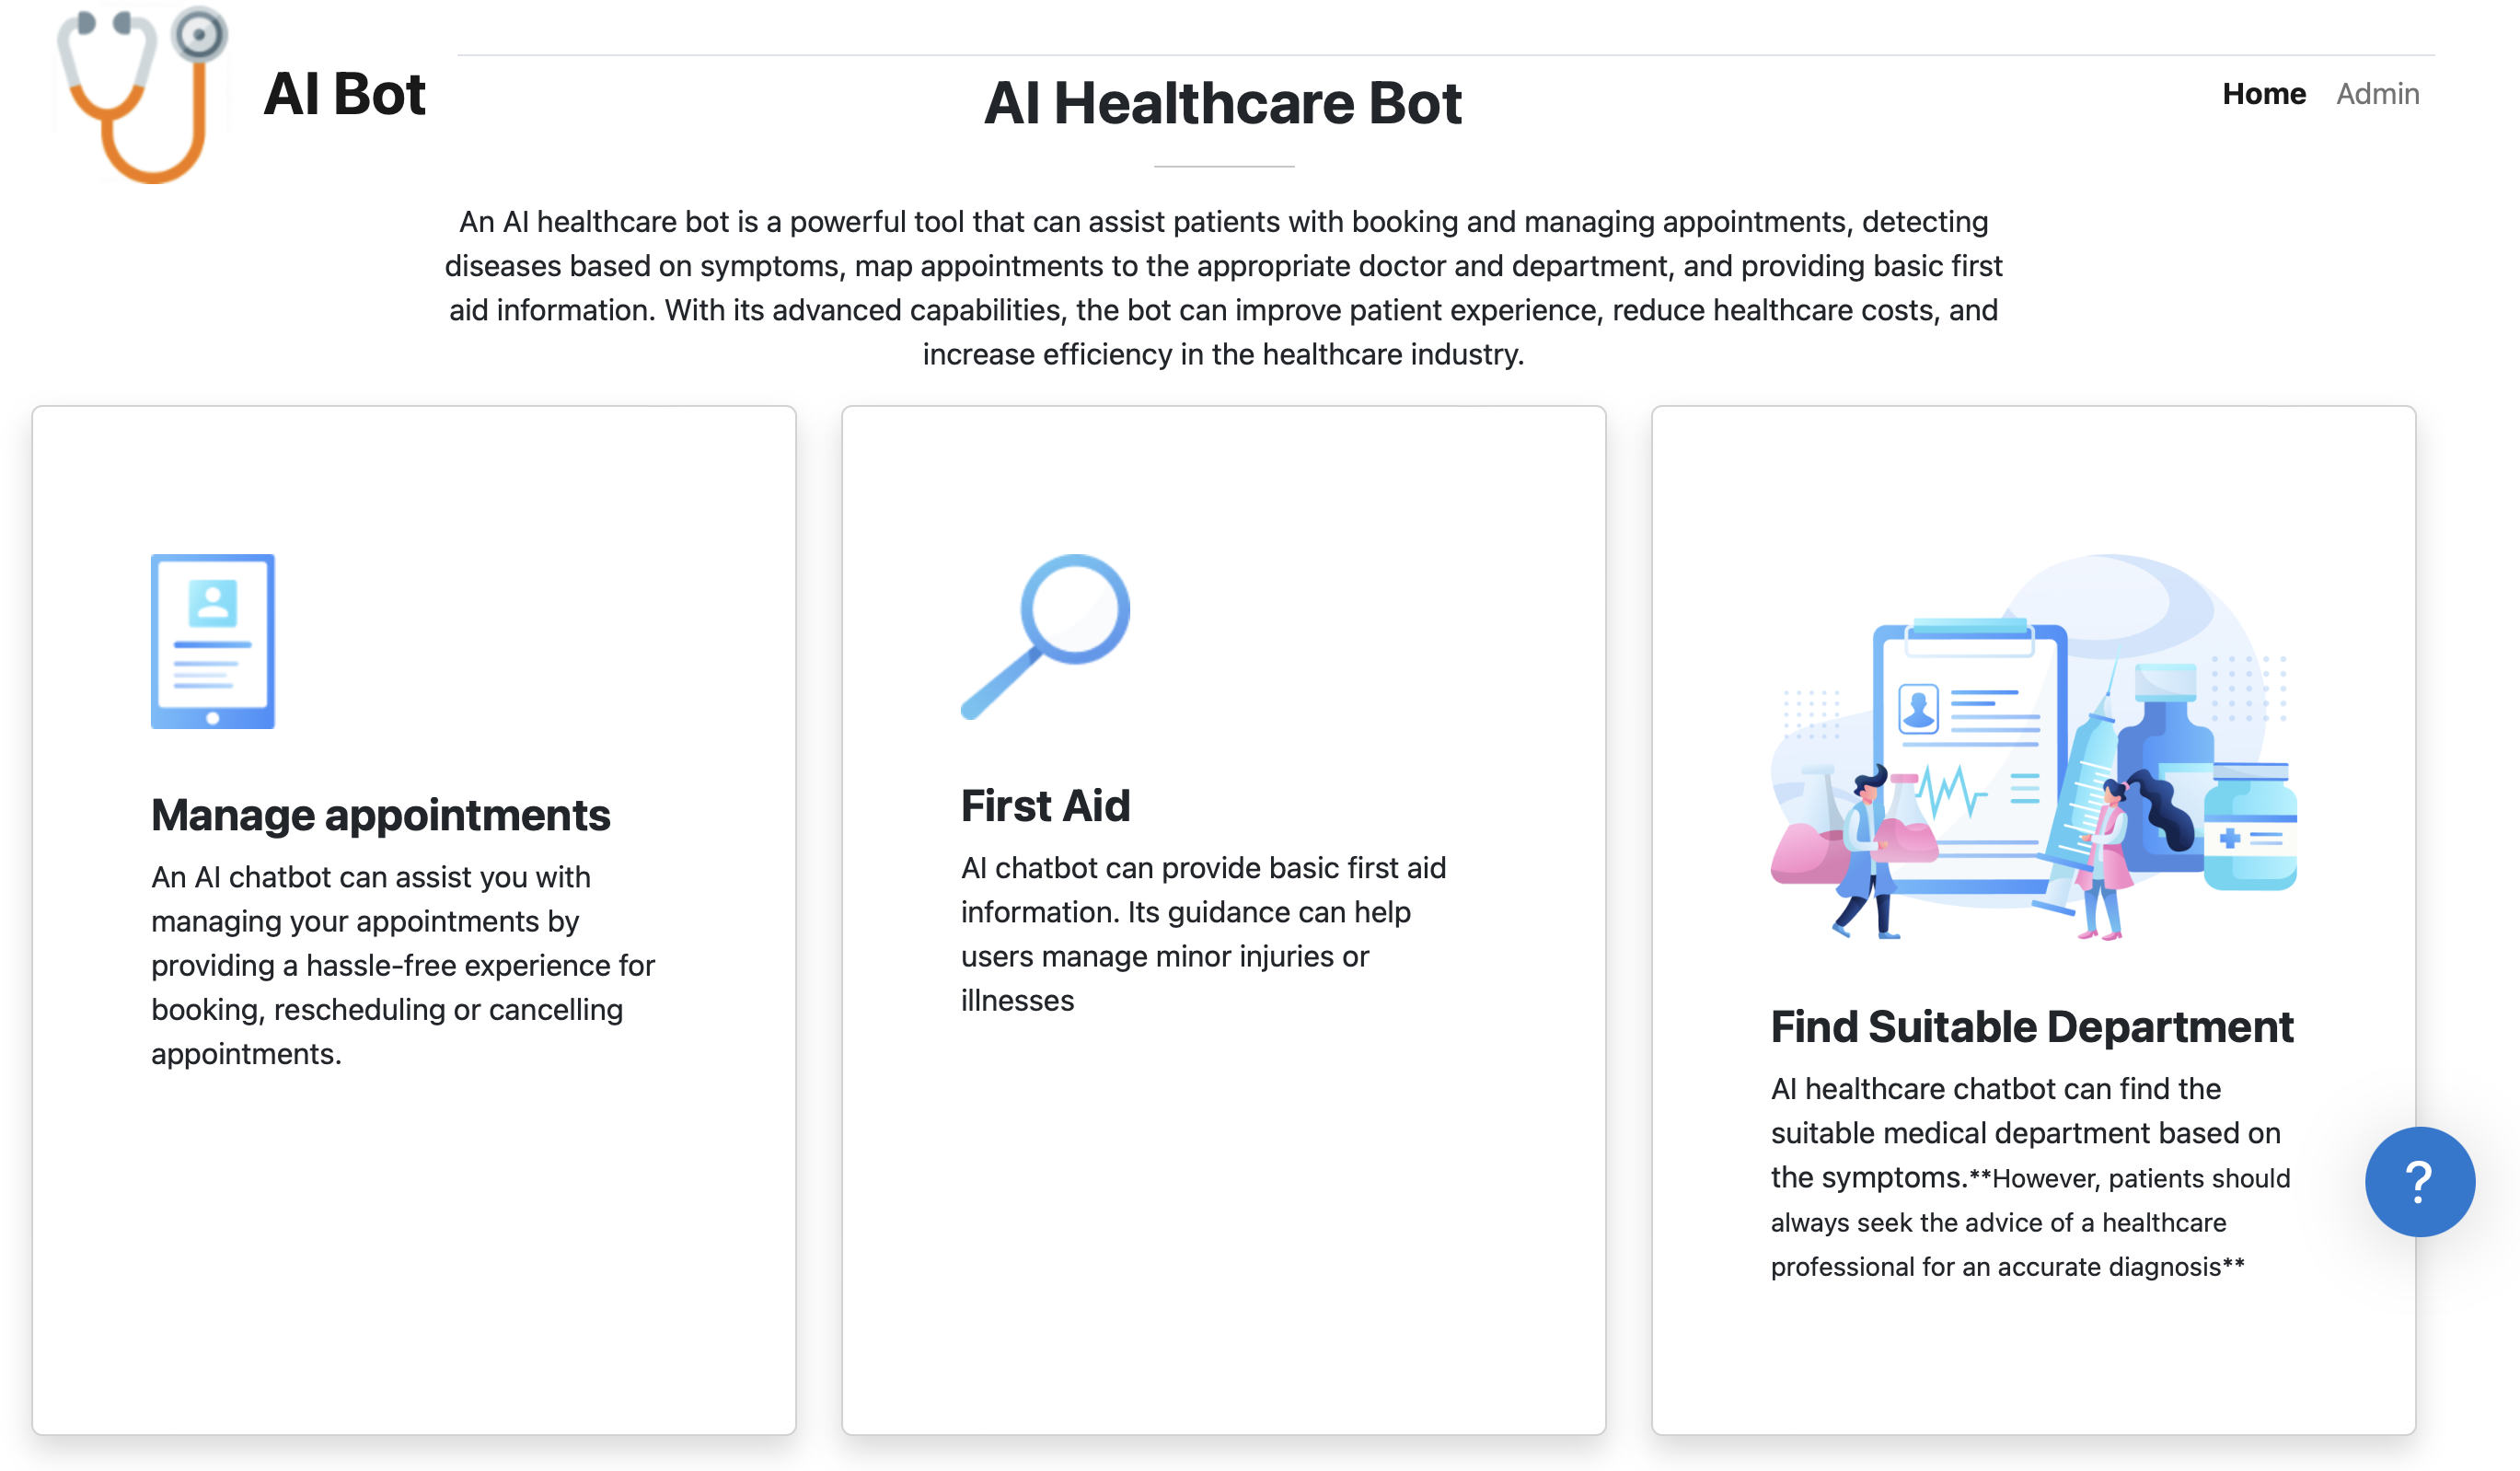 AI Bot
AI Healthcare Bot
Home Admin
An AI healthcare bot is a powerful tool that can assist patients with booking and managing appointments, detecting
diseases based on symptoms, map appointments to the appropriate doctor and department, and providing basic first
aid information. With its advanced capabilities, the bot can improve patient experience, reduce healthcare costs, and
increase efficiency in the healthcare industry.
Manage appointments
An AI chatbot can assist you with
managing your appointments by
providing a hassle-free experience for
booking, rescheduling or cancelling
appointments.
First Aid
AI chatbot can provide basic first aid
information. Its guidance can help
users manage minor injuries or
illnesses
Find Suitable Department
AI healthcare chatbot can find the
suitable medical department based on
the symptoms.**However, patients should
always seek the advice of a healthcare
professional for an accurate diagnosis**
?